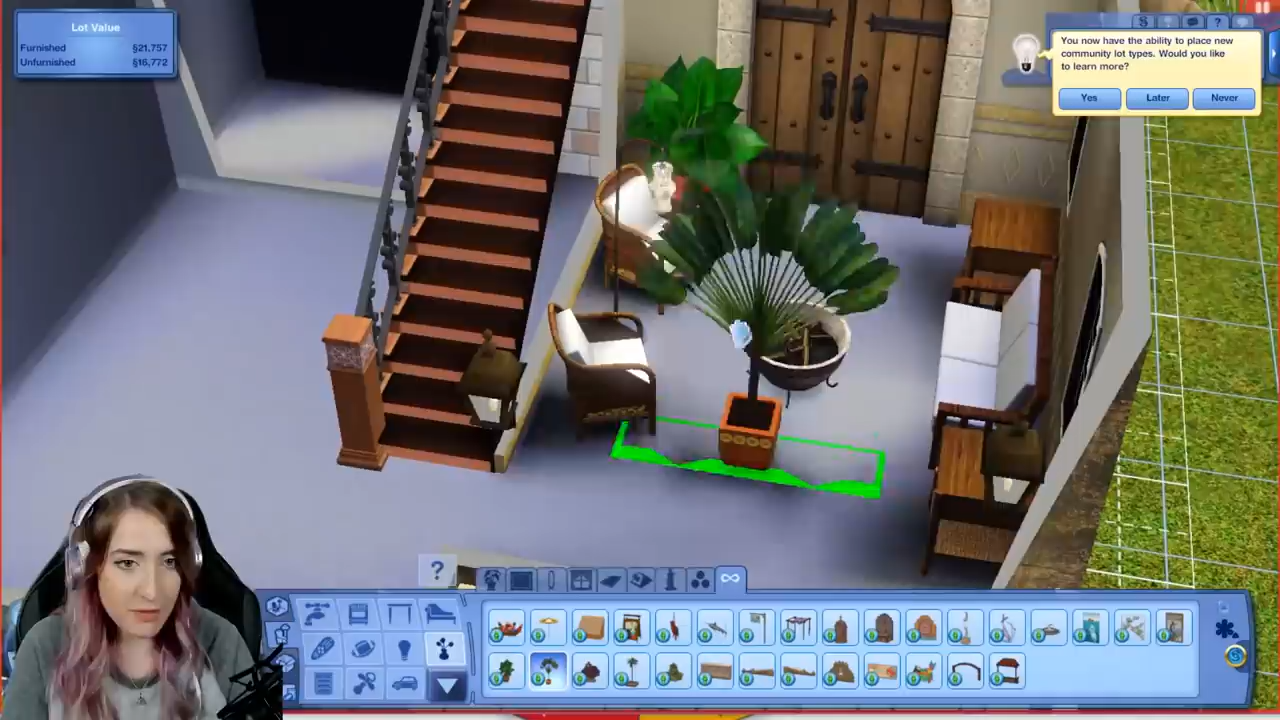 Lot Value
Furnished §21,757
Unfurnished §16,772
S ?
You now have the ability to place new
community lot types. Would you like
to learn more?
Yes Later Never
?